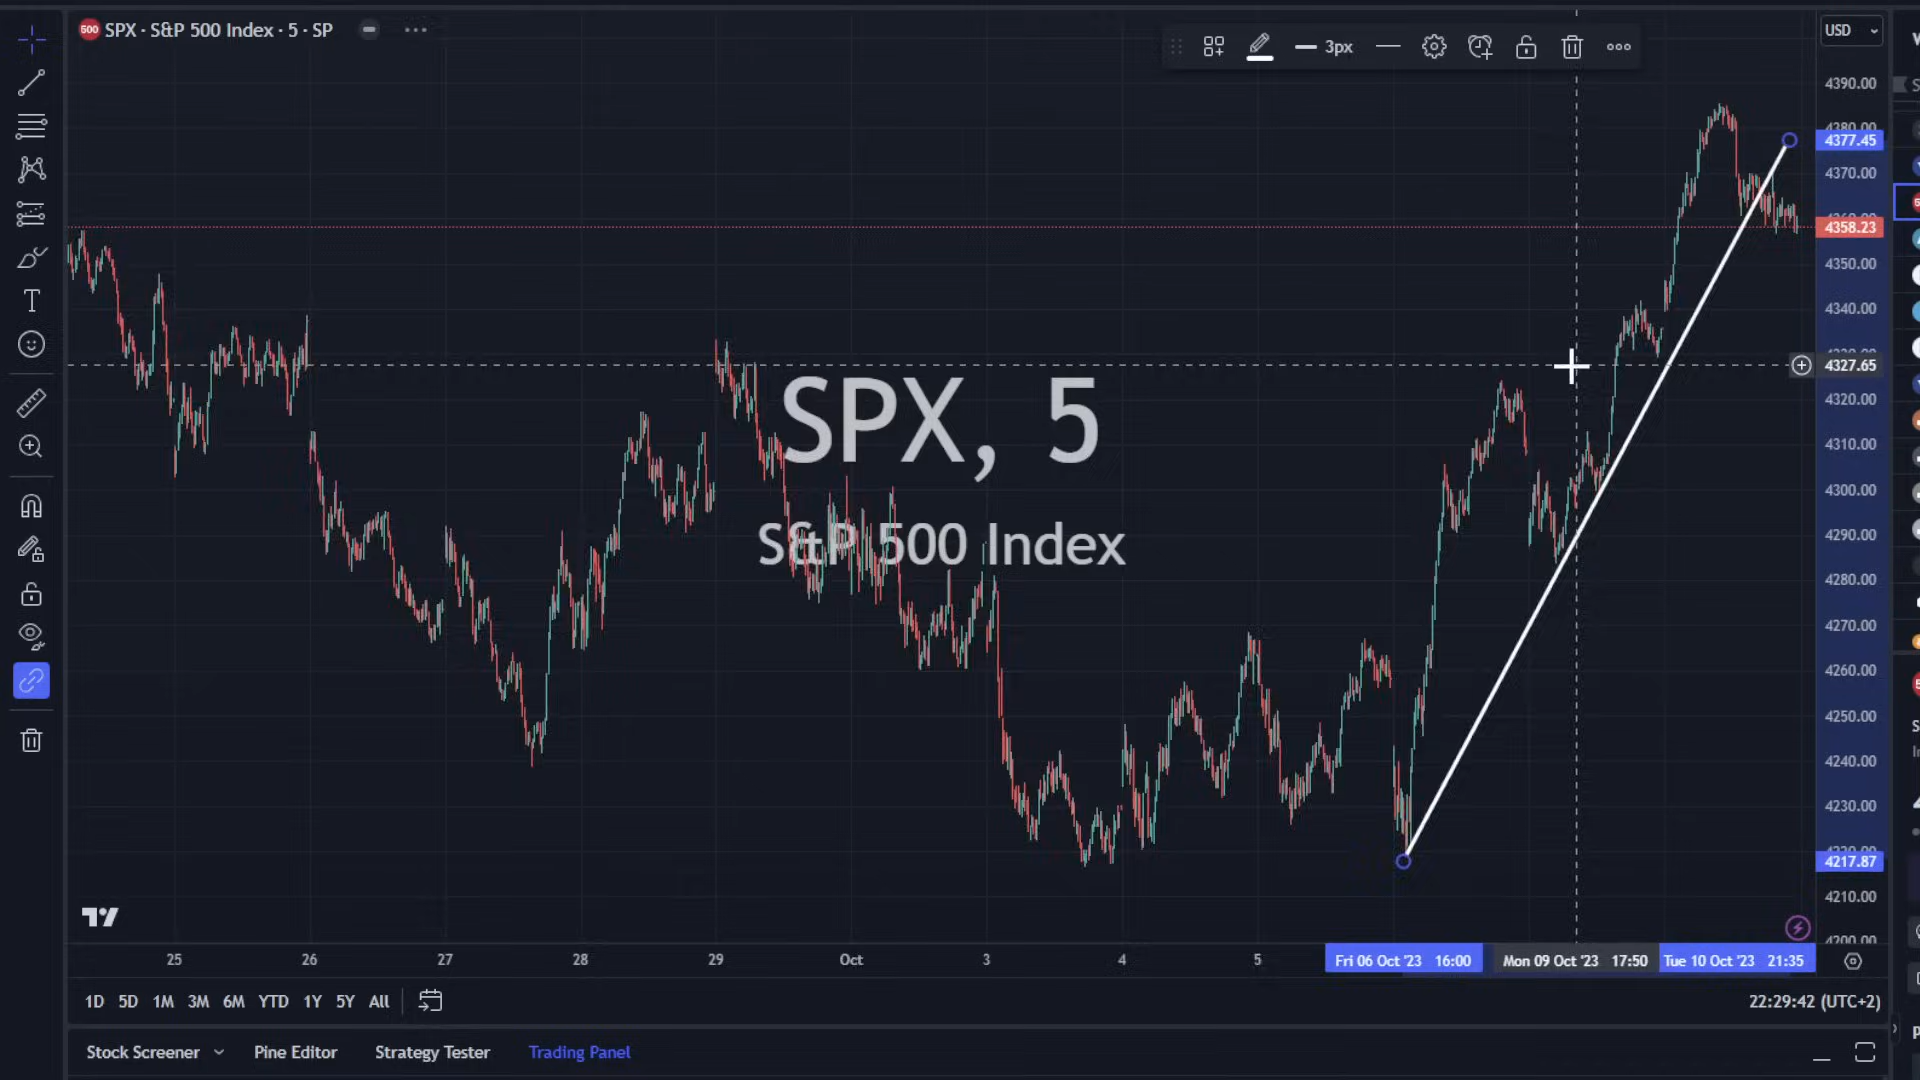 500 SPX · S&P 500 Index · 5 · SP
3px
USD
4390.00
4380.00
4377.45
4370.00
4358.23
4350.00
4340.00
4327.65
4320.00
4310.00
4300.00
4290.00
4280.00
4270.00
4260.00
4250.00
4240.00
4230.00
4217.87
4210.00
4200.00
SPX, 5
S&P 500 Index
25 26 27 28 29 Oct 3 4 5 Fri 06 Oct '23 16:00 Mon 09 Oct '23 17:50 Tue 10 Oct '23 21:35
1D 5D 1M 3M 6M YTD 1Y 5Y All 22:29:42 (UTC+2)
Stock Screener Pine Editor Strategy Tester Trading Panel